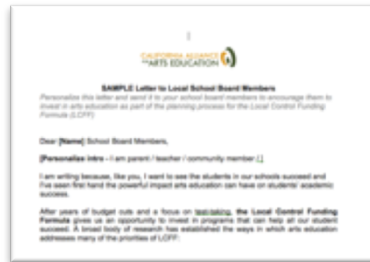 CALIFORNIA ALLIANCE
for ARTS EDUCATION
SAMPLE Letter to Local School Board Members
Personalize this letter and send it to your school board members to encourage them to
invest in arts education as part of the planning process for the Local Control Funding
Formula (LCFF)
Dear [Name] School Board Members,
[Personalize intro - I am parent / teacher / community member.]
I am writing because, like you, I want to see the students in our schools succeed and
I've seen first hand the powerful impact arts education can have on students' academic
success.
After years of budget cuts and a focus on test-taking, the Local Control Funding
Formula gives us an opportunity to invest in programs that can help all our student
succeed. A broad body of research has established the ways in which arts education
addresses many of the priorities of LCFF: